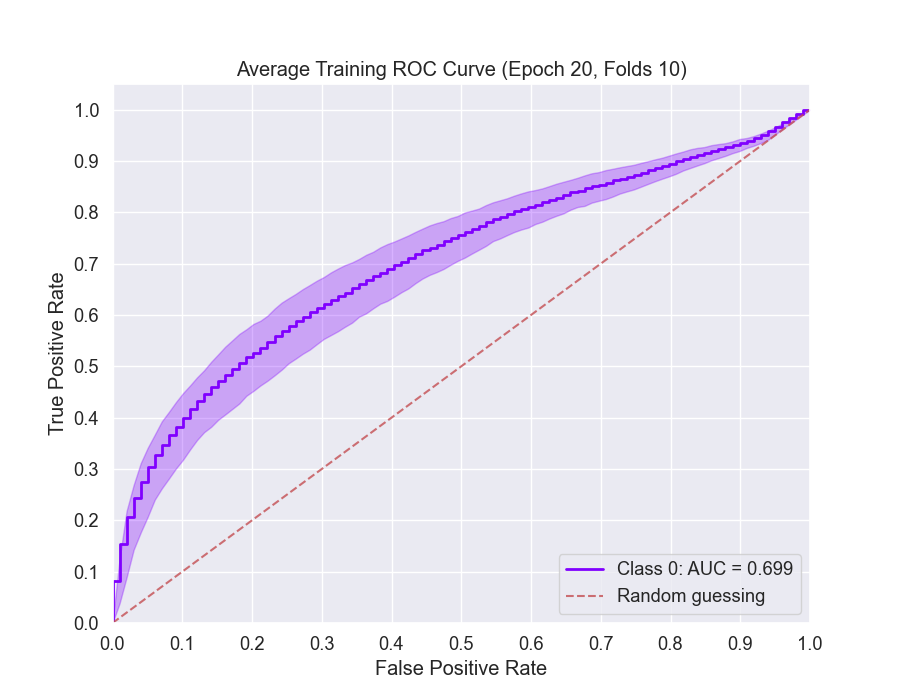 Average Training ROC Curve (Epoch 20, Folds 10)
1.0
0.9
0.8
0.7
0.6
0.5
0.4
0.3
0.2
0.1
0.0
True Positive Rate
Class 0: AUC = 0.699
Random guessing
0.0 0.1 0.2 0.3 0.4 0.5 0.6 0.7 0.8 0.9 1.0
False Positive Rate